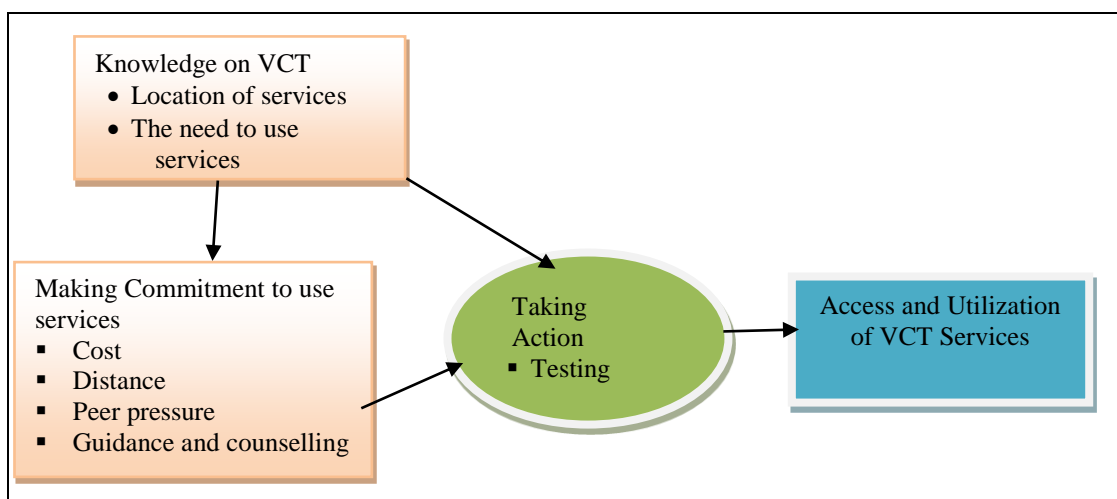 Knowledge on VCT
• Location of services
• The need to use
services
Making Commitment to use
services
▪ Cost
▪ Distance
▪ Peer pressure
▪ Guidance and counselling
Taking
Action
▪ Testing
Access and Utilization
of VCT Services